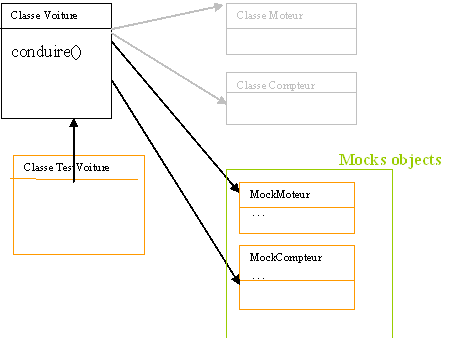 Classe Voiture
conduire()
Classe Moteur
Classe Compteur
Classe TestVoiture
Mocks objects
MockMoteur
...
MockCompteur
...